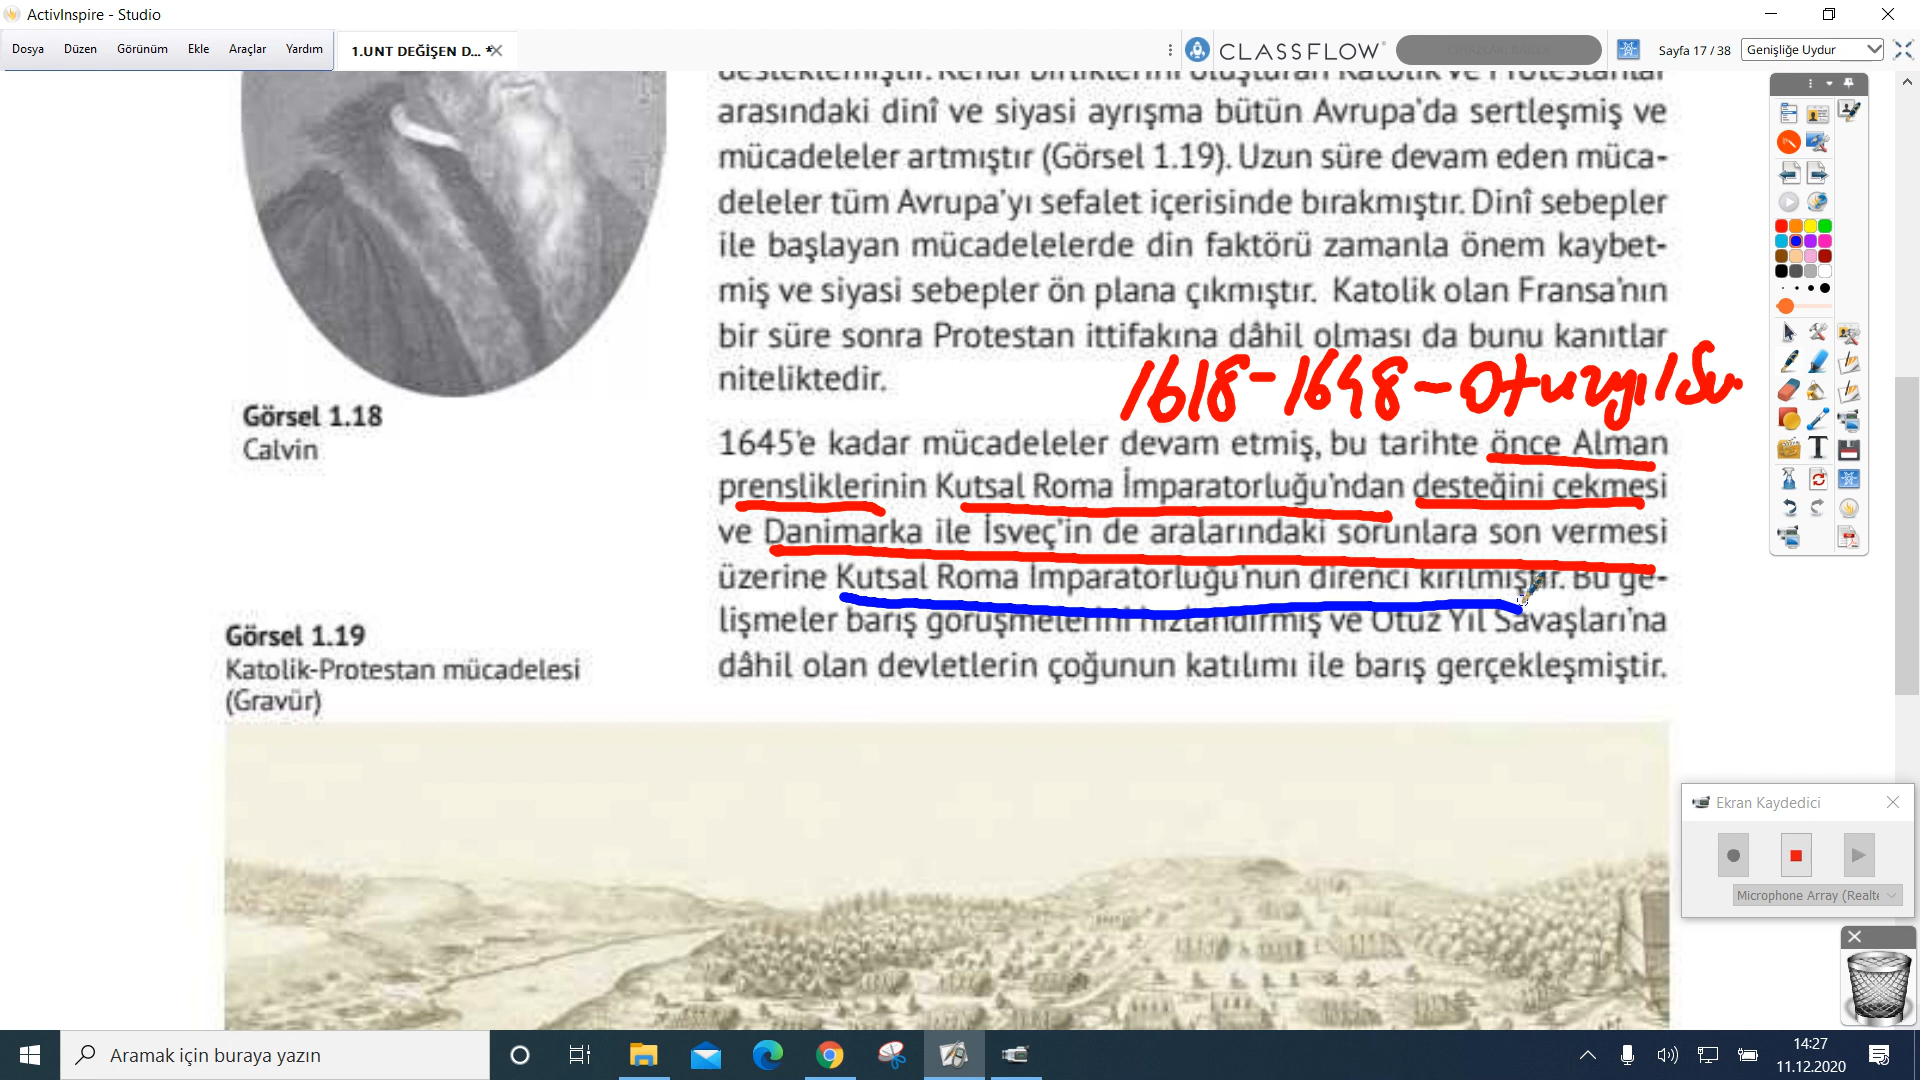 ActivInspire - Studio
Dosya Düzen Görünüm Ekle Araçlar Yardım
1.UNT DEĞİŞEN D... *
CLASSFLOW
Sayfa 17 / 38
Genişliğe Uydur
desteklemiştir. Kendi birliklerini oluşturan Katolik ve Protestanlar
arasındaki dinî ve siyasi ayrışma bütün Avrupa'da sertleşmiş ve
mücadeleler artmıştır (Görsel 1.19). Uzun süre devam eden müca-
deleler tüm Avrupa'yı sefalet içerisinde bırakmıştır. Dinî sebepler
ile başlayan mücadelelerde din faktörü zamanla önem kaybet-
miş ve siyasi sebepler ön plana çıkmıştır. Katolik olan Fransa'nın
bir süre sonra Protestan ittifakına dâhil olması da bunu kanıtlar
niteliktedir.
1618-1648-Otuzyıl Sa
Görsel 1.18
Calvin
1645'e kadar mücadeleler devam etmiş, bu tarihte önce Alman
prensliklerinin Kutsal Roma İmparatorluğu'ndan desteğini çekmesi
ve Danimarka ile İsveç'in de aralarındaki sorunlara son vermesi
üzerine Kutsal Roma İmparatorluğu'nun direnci kırılmıştır. Bu ge-
lişmeler barış görüşmelerini hızlandırmış ve Otuz Yıl Savaşları'na
dâhil olan devletlerin çoğunun katılımı ile barış gerçekleşmiştir.
Görsel 1.19
Katolik-Protestan mücadelesi
(Gravür)
Ekran Kaydedici
Microphone Array (Realte
Aramak için buraya yazın
14:27
11.12.2020